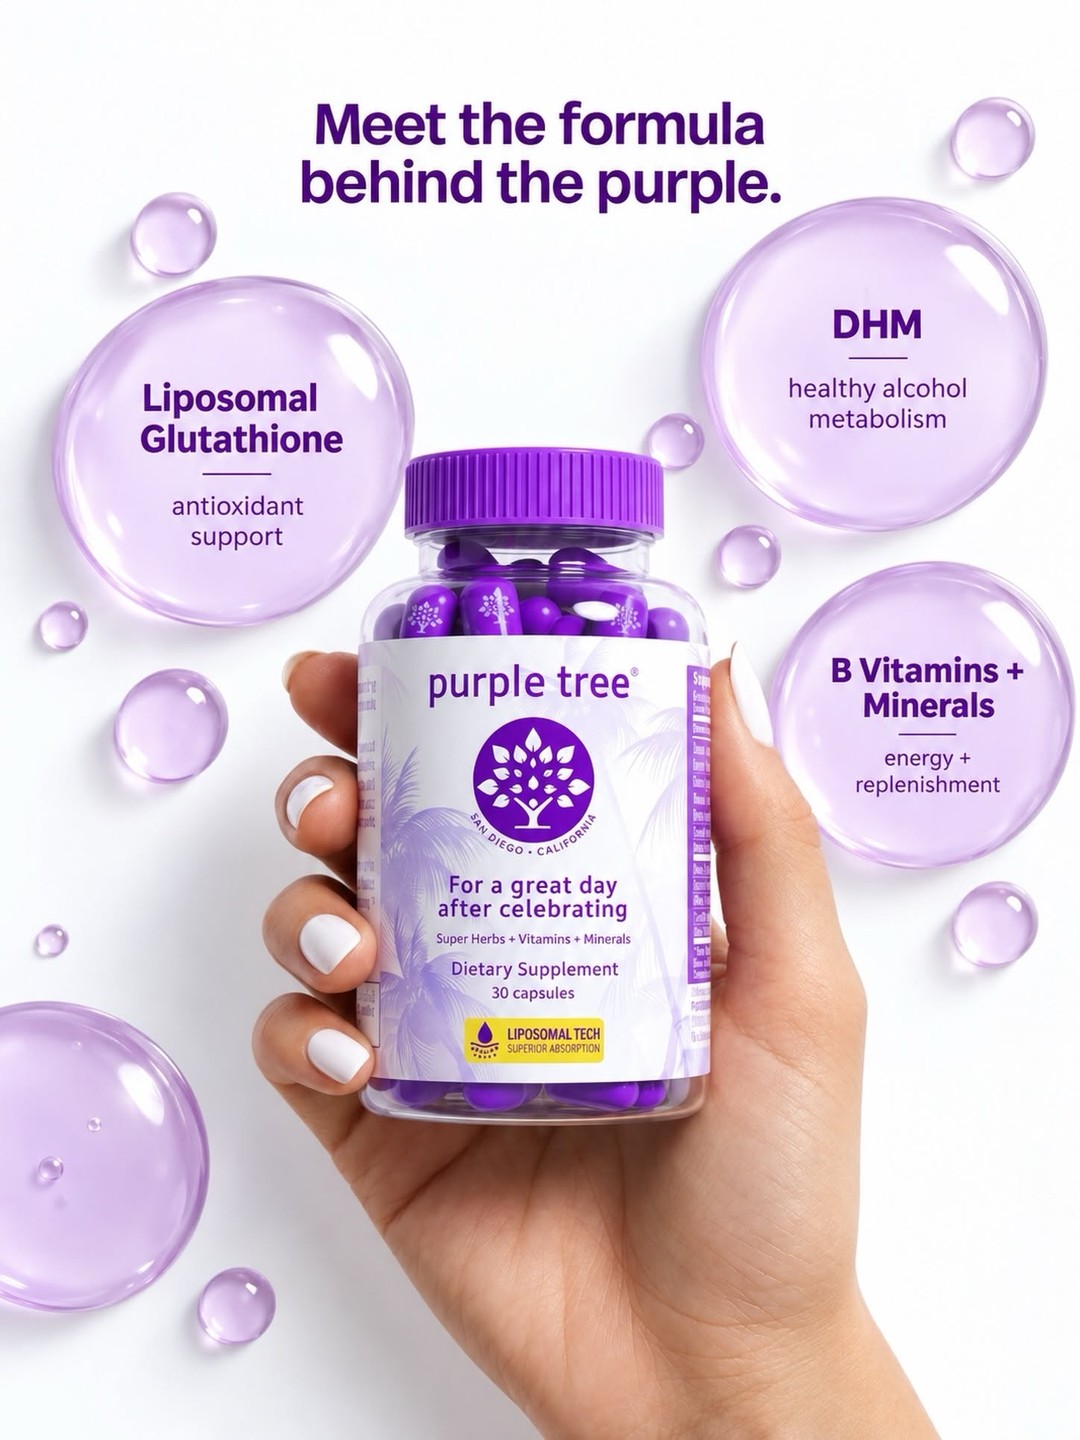 Meet the formula
behind the purple.
Liposomal
Glutathione
antioxidant
support
DHM
healthy alcohol
metabolism
B Vitamins +
Minerals
energy +
replenishment
purple tree®
SAN DIEGO • CALIFORNIA
For a great day
after celebrating
Super Herbs + Vitamins + Minerals
Dietary Supplement
30 capsules
LIPOSOMAL TECH
SUPERIOR ABSORPTION